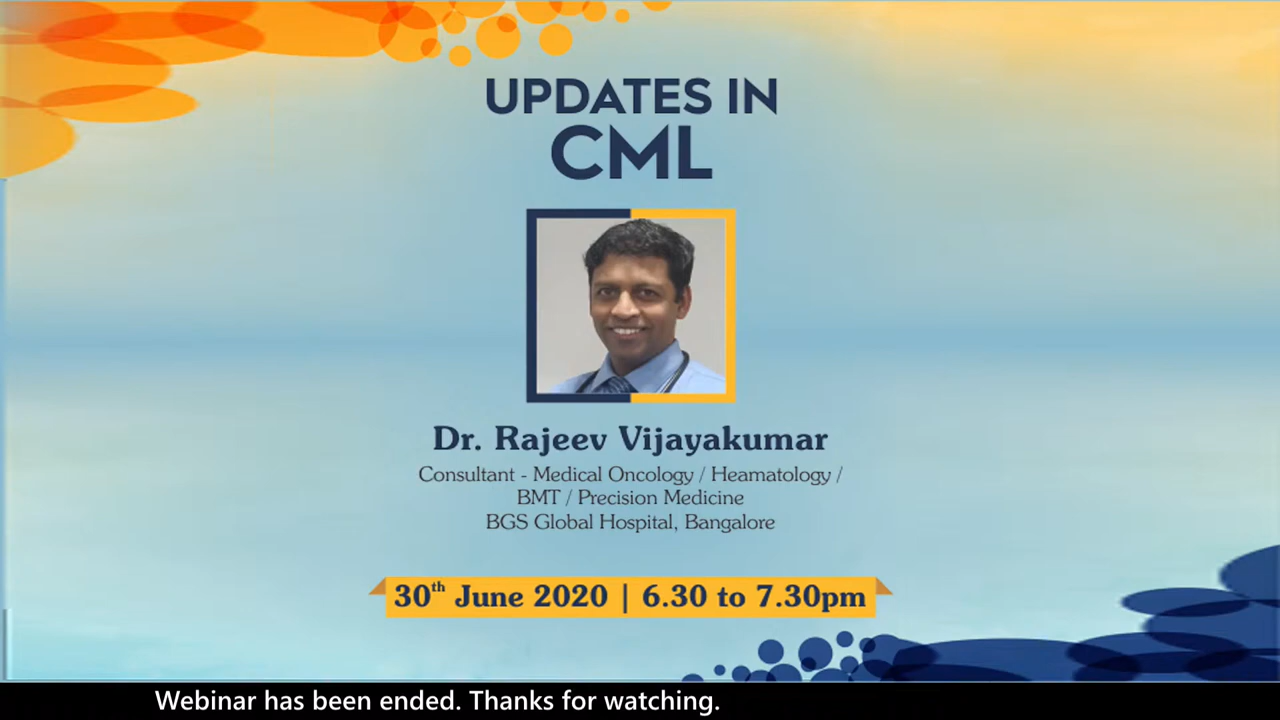 UPDATES IN
CML
Dr. Rajeev Vijayakumar
Consultant - Medical Oncology / Heamatology /
BMT / Precision Medicine
BGS Global Hospital, Bangalore
30th June 2020 | 6.30 to 7.30pm
Webinar has been ended. Thanks for watching.